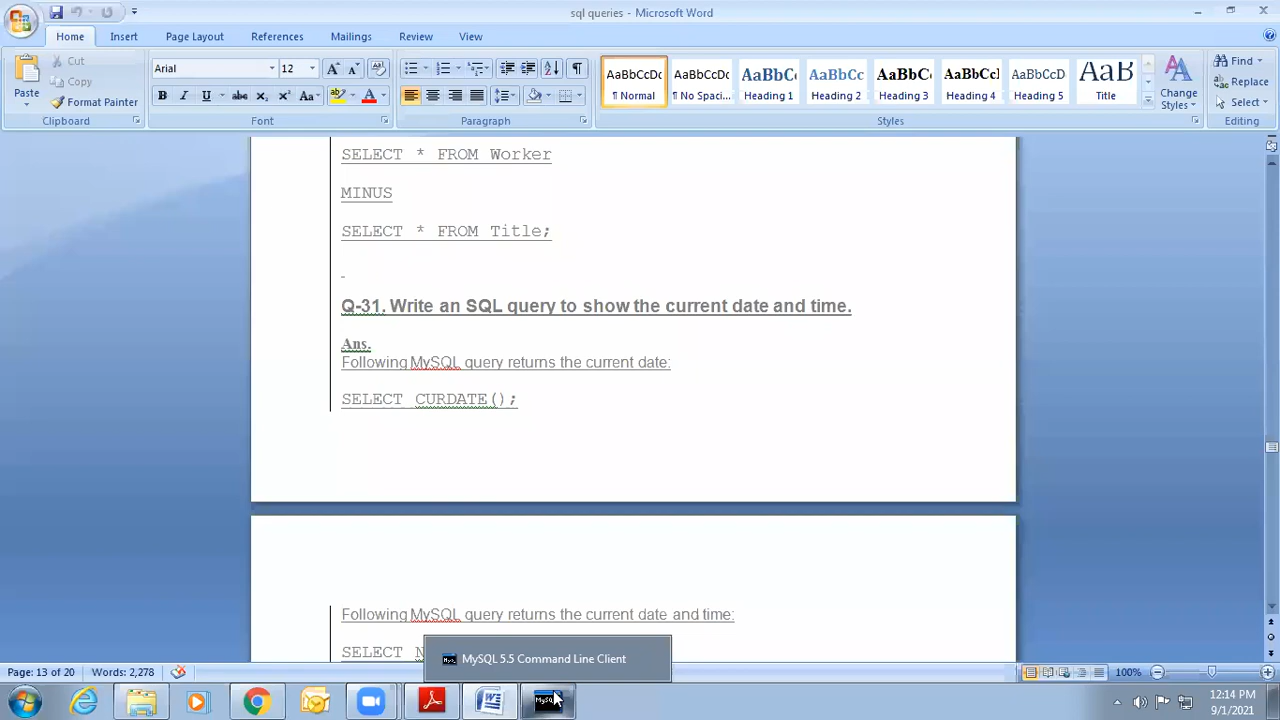 sql queries - Microsoft Word
Home Insert Page Layout References Mailings Review View
Paste
Cut
Copy
Format Painter
Clipboard
Arial 12
Font
Paragraph
AaBbCcDc AaBbCcDc AaBbC( AaBbCc AaBbCc AaBbCcI AaBbCcD AaB
¶ Normal ¶ No Spaci... Heading 1 Heading 2 Heading 3 Heading 4 Heading 5 Title
Change Styles
Styles
Find
Replace
Select
Editing
SELECT * FROM Worker
MINUS
SELECT * FROM Title;
Q-31. Write an SQL query to show the current date and time.
Ans.
Following MySQL query returns the current date:
SELECT CURDATE();
Following MySQL query returns the current date and time:
SELECT N
MySQL 5.5 Command Line Client
Page: 13 of 20 Words: 2,278 100%
12:14 PM
9/1/2021